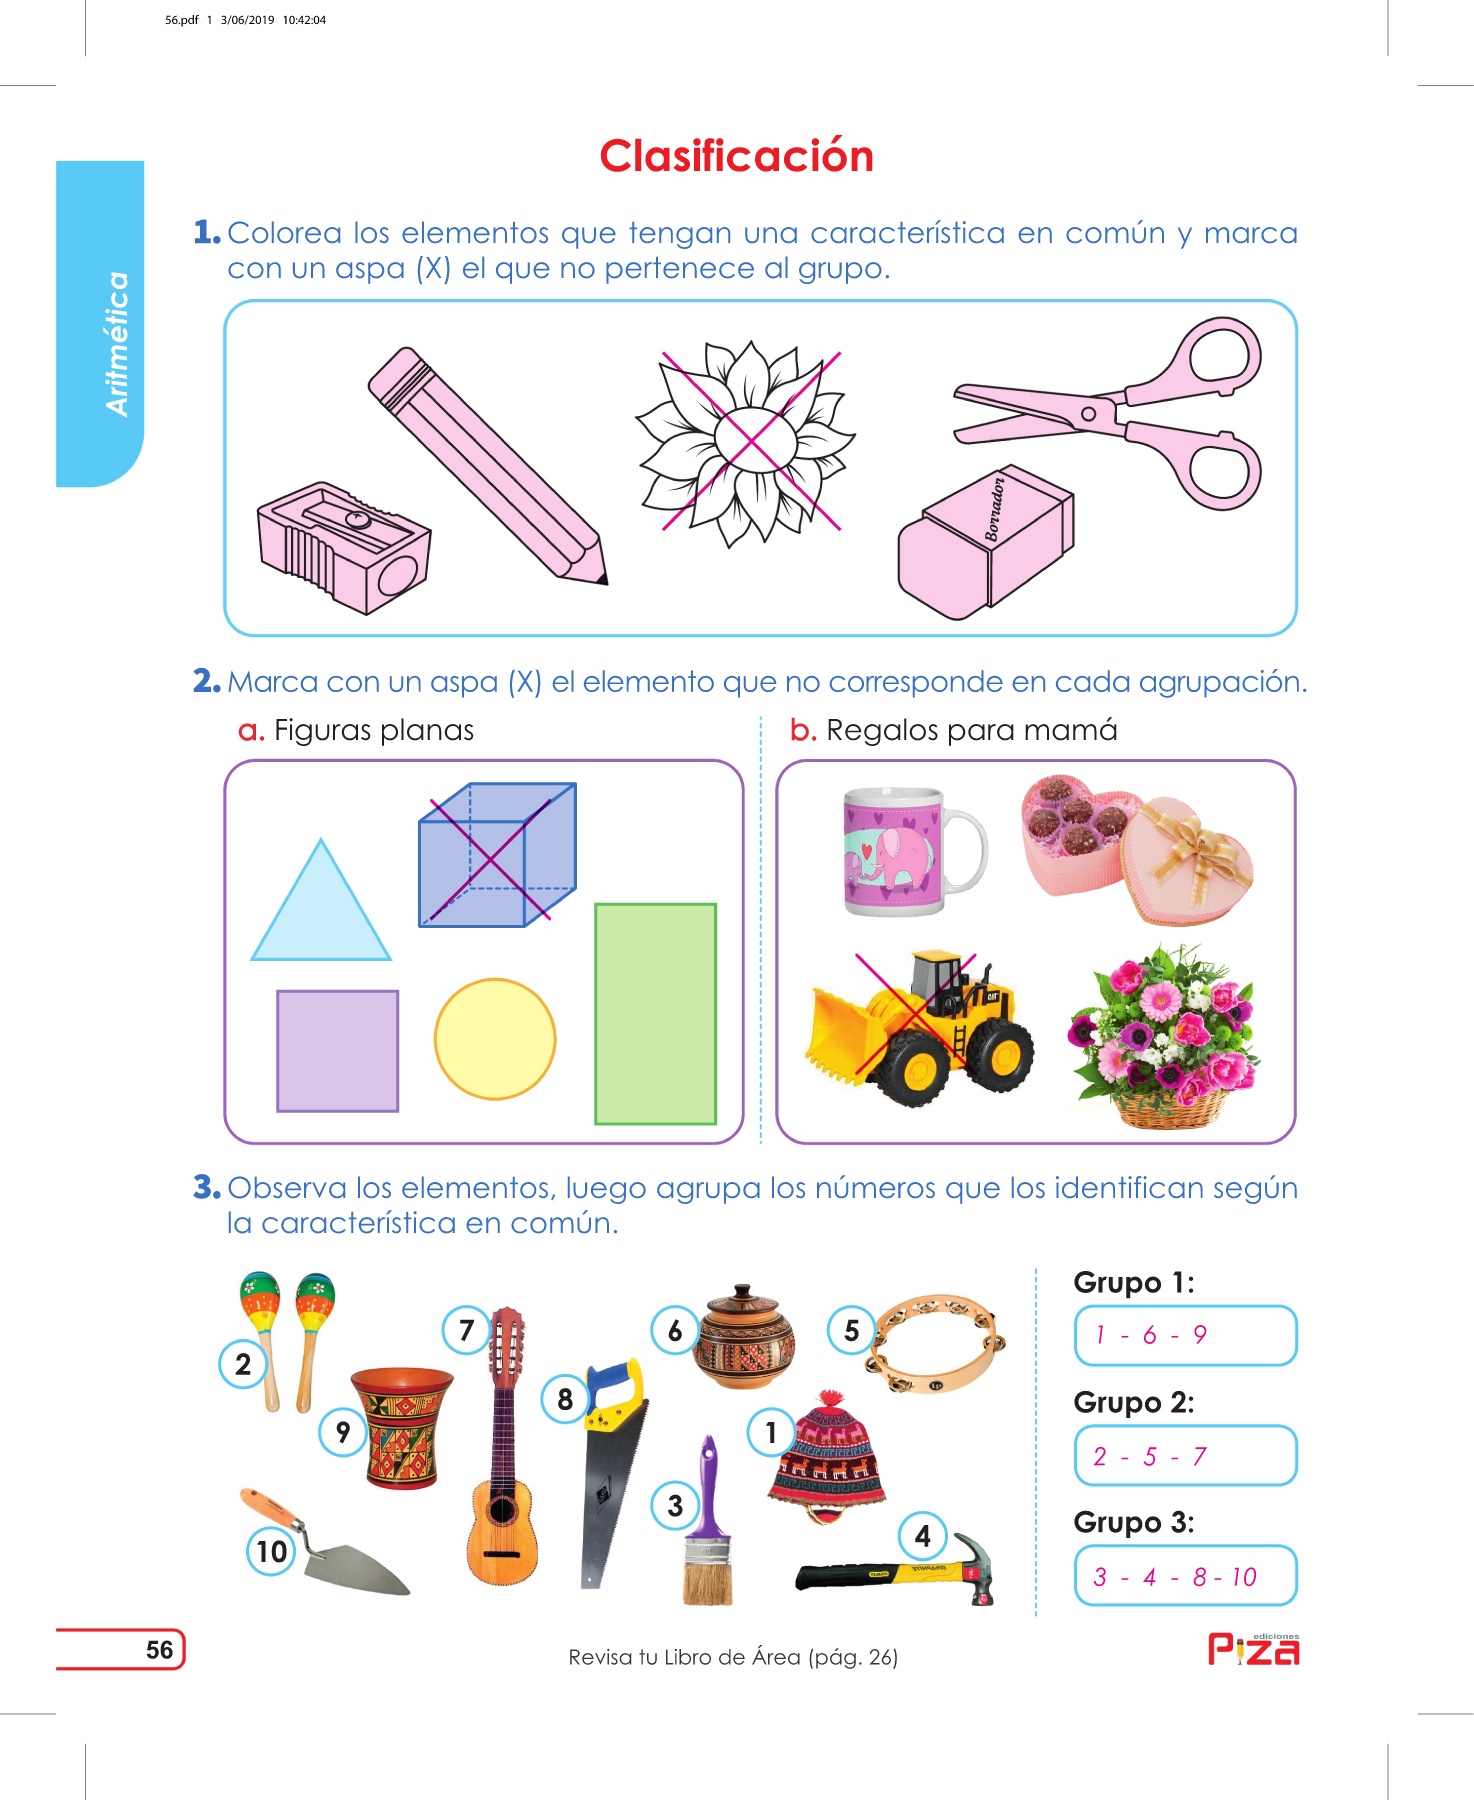 56.pdf 1 3/06/2019 10:42:04
Clasificación
Aritmética
1. Colorea los elementos que tengan una característica en común y marca
con un aspa (X) el que no pertenece al grupo.
Borrador
2. Marca con un aspa (X) el elemento que no corresponde en cada agrupación.
a. Figuras planas
b. Regalos para mamá
CAT
3. Observa los elementos, luego agrupa los números que los identifican según
la característica en común.
2
9
7
8
6
5
1
3
4
10
Grupo 1:
1 - 6 - 9
Grupo 2:
2 - 5 - 7
Grupo 3:
3 - 4 - 8 - 10
56
Revisa tu Libro de Área (pág. 26)
ediciones
Piza